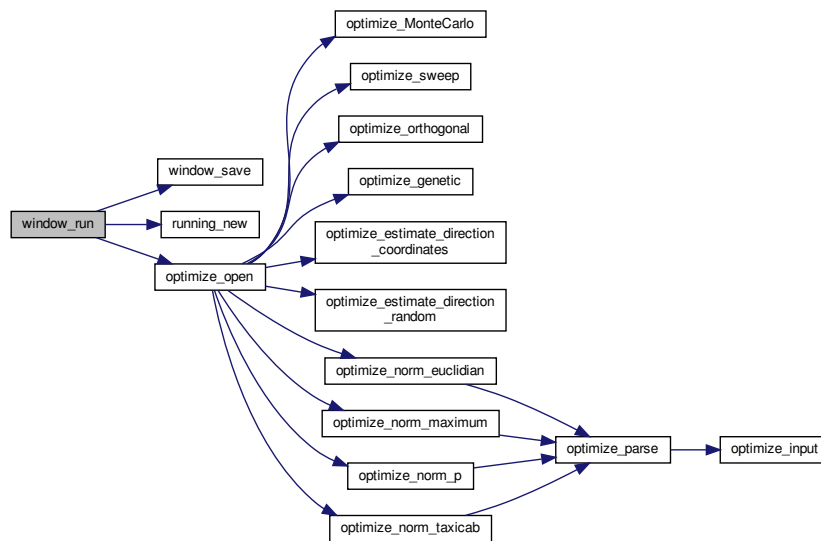 optimize_MonteCarlo
optimize_sweep
optimize_orthogonal
window_save
optimize_genetic
window_run
running_new
optimize_estimate_direction
_coordinates
optimize_open
optimize_estimate_direction
_random
optimize_norm_euclidian
optimize_norm_maximum
optimize_parse
optimize_input
optimize_norm_p
optimize_norm_taxicab